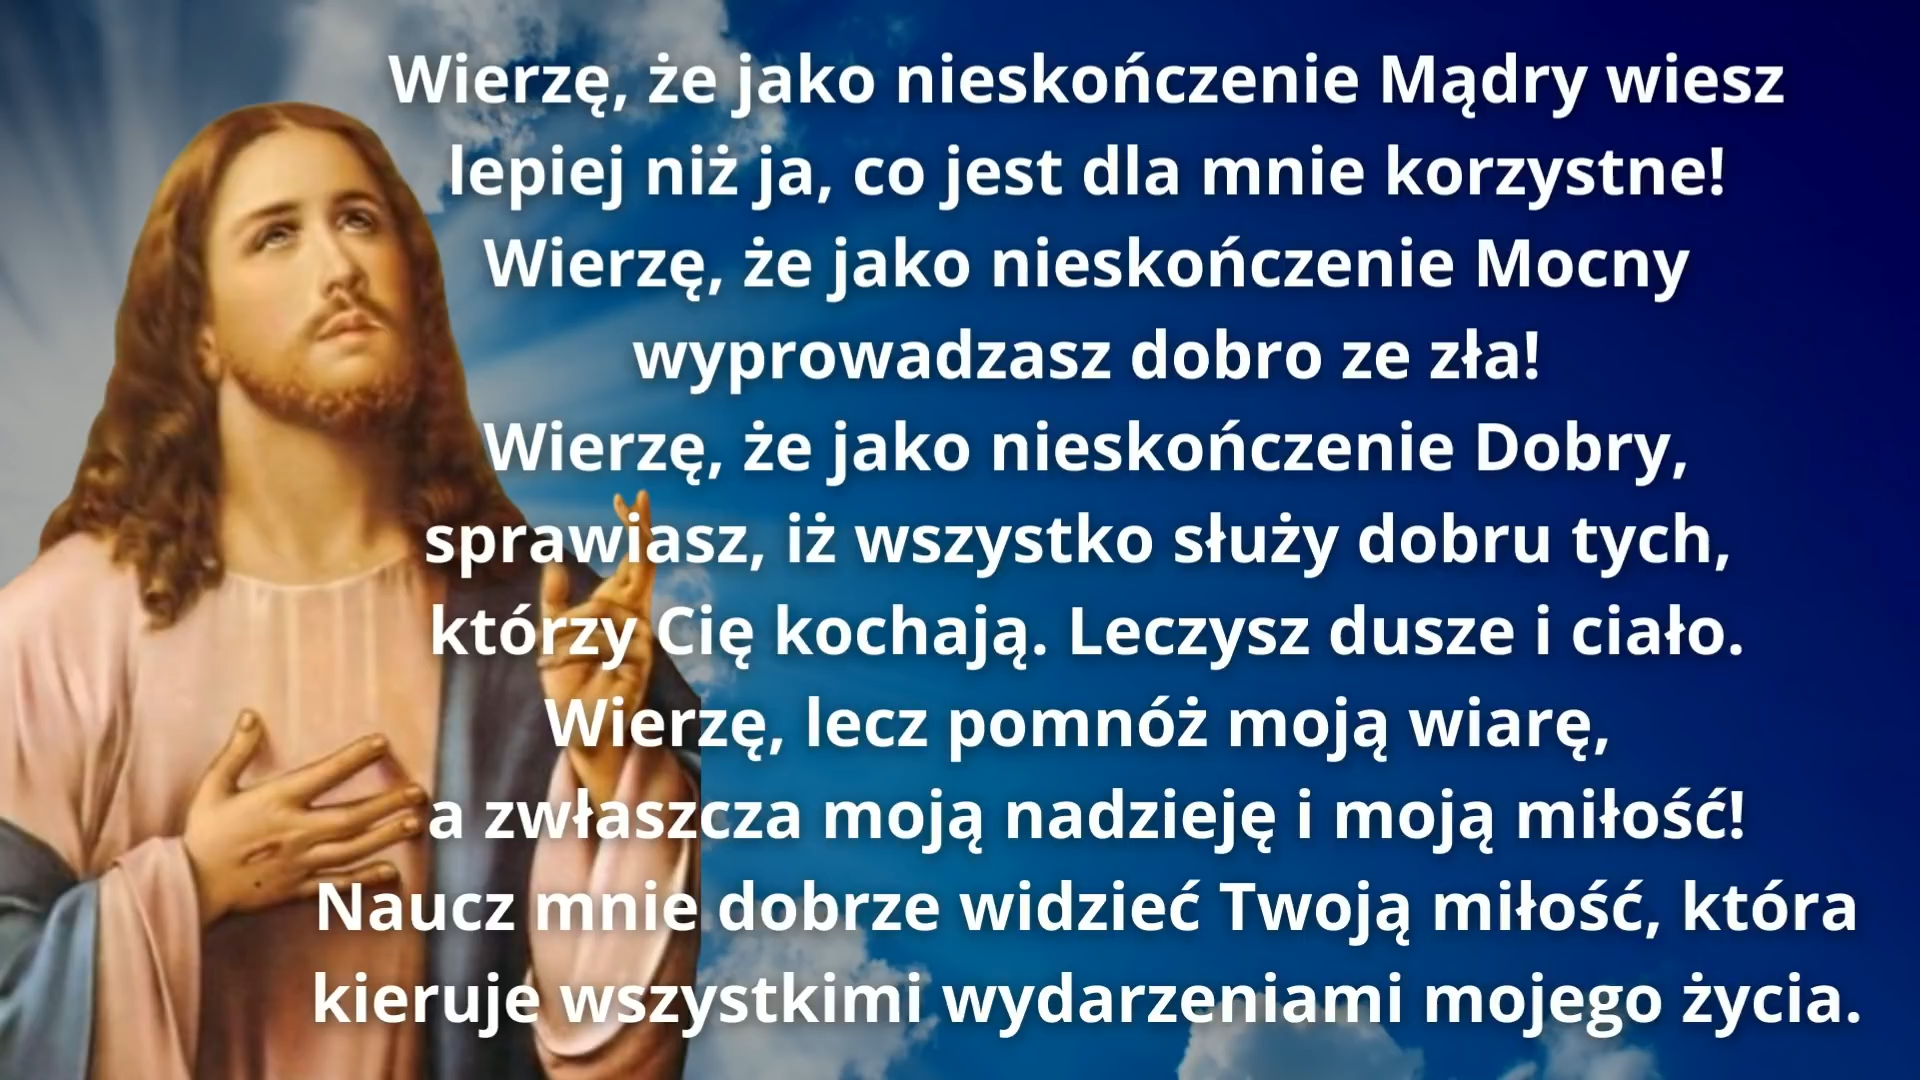 Wierzę, że jako nieskończenie Mądry wiesz
lepiej niż ja, co jest dla mnie korzystne!
Wierzę, że jako nieskończenie Mocny
wyprowadzasz dobro ze zła!
Wierzę, że jako nieskończenie Dobry,
sprawiasz, iż wszystko służy dobru tych,
którzy Cię kochają. Leczysz dusze i ciało.
Wierzę, lecz pomnóż moją wiarę,
a zwłaszcza moją nadzieję i moją miłość!
Naucz mnie dobrze widzieć Twoją miłość, która
kieruje wszystkimi wydarzeniami mojego życia.